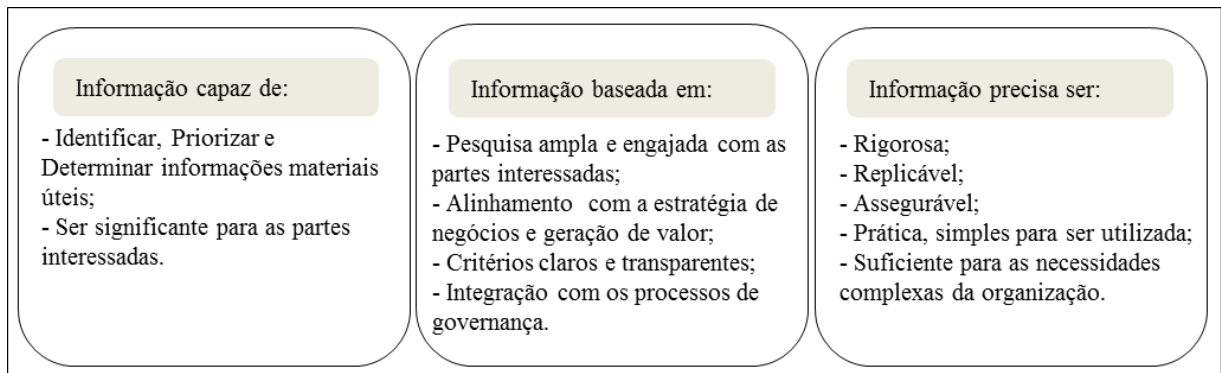 Informação capaz de:
- Identificar, Priorizar e
Determinar informações materiais
úteis;
- Ser significante para as partes
interessadas.
Informação baseada em:
- Pesquisa ampla e engajada com as
partes interessadas;
- Alinhamento com a estratégia de
negócios e geração de valor;
- Critérios claros e transparentes;
- Integração com os processos de
governança.
Informação precisa ser:
- Rigorosa;
- Replicável;
- Assegurável;
- Prática, simples para ser utilizada;
- Suficiente para as necessidades
complexas da organização.